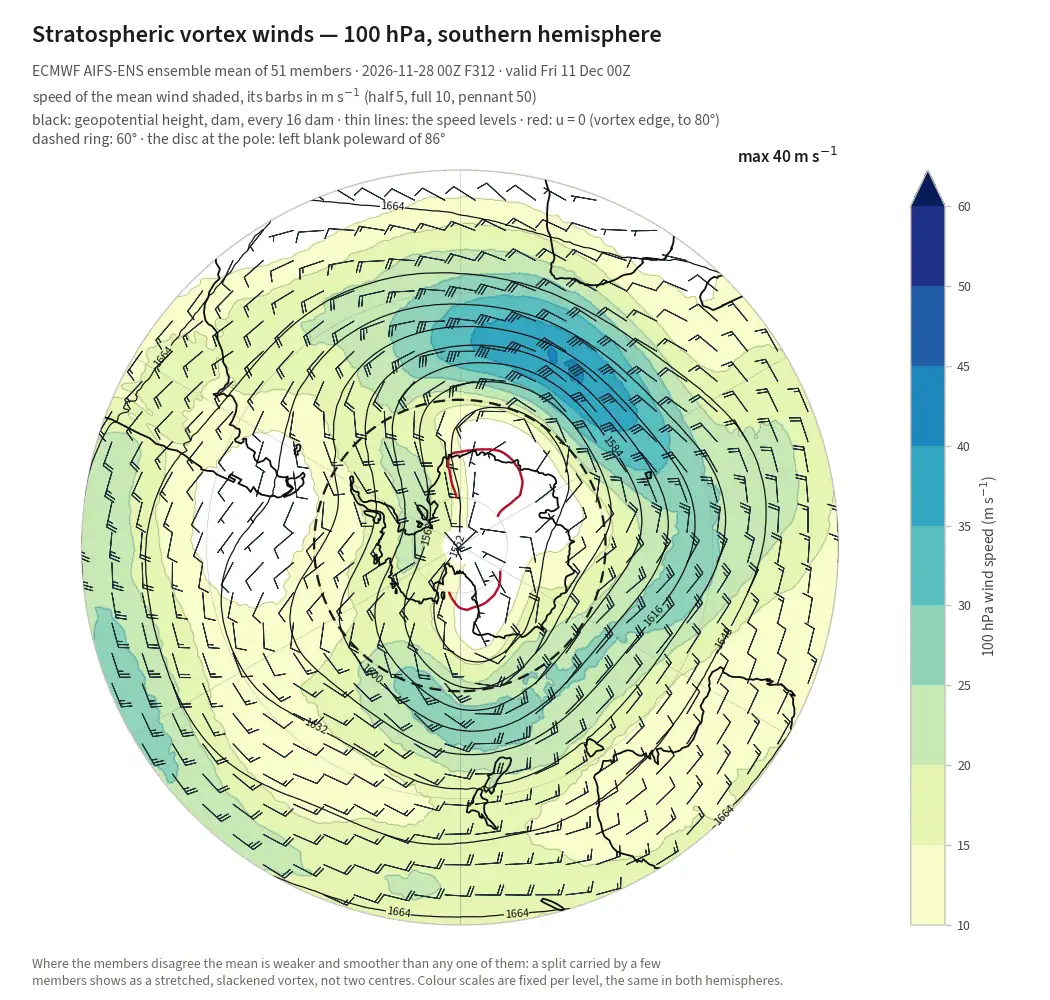 Stratospheric vortex winds — 100 hPa, southern hemisphere
ECMWF AIFS-ENS ensemble mean of 51 members · 2026-11-28 00Z F312 · valid Fri 11 Dec 00Z
speed of the mean wind shaded, its barbs in m s⁻¹ (half 5, full 10, pennant 50)
black: geopotential height, dam, every 16 dam · thin lines: the speed levels · red: u = 0 (vortex edge, to 80°)
dashed ring: 60° · the disc at the pole: left blank poleward of 86°
max 40 m s⁻¹
1664
1664
1584
1568
1552
1616
1648
1600
1632
1664
1664
1664
60
50
45
40
35
30
25
20
15
10
100 hPa wind speed (m s⁻¹)
Where the members disagree the mean is weaker and smoother than any one of them: a split carried by a few
members shows as a stretched, slackened vortex, not two centres. Colour scales are fixed per level, the same in both hemispheres.